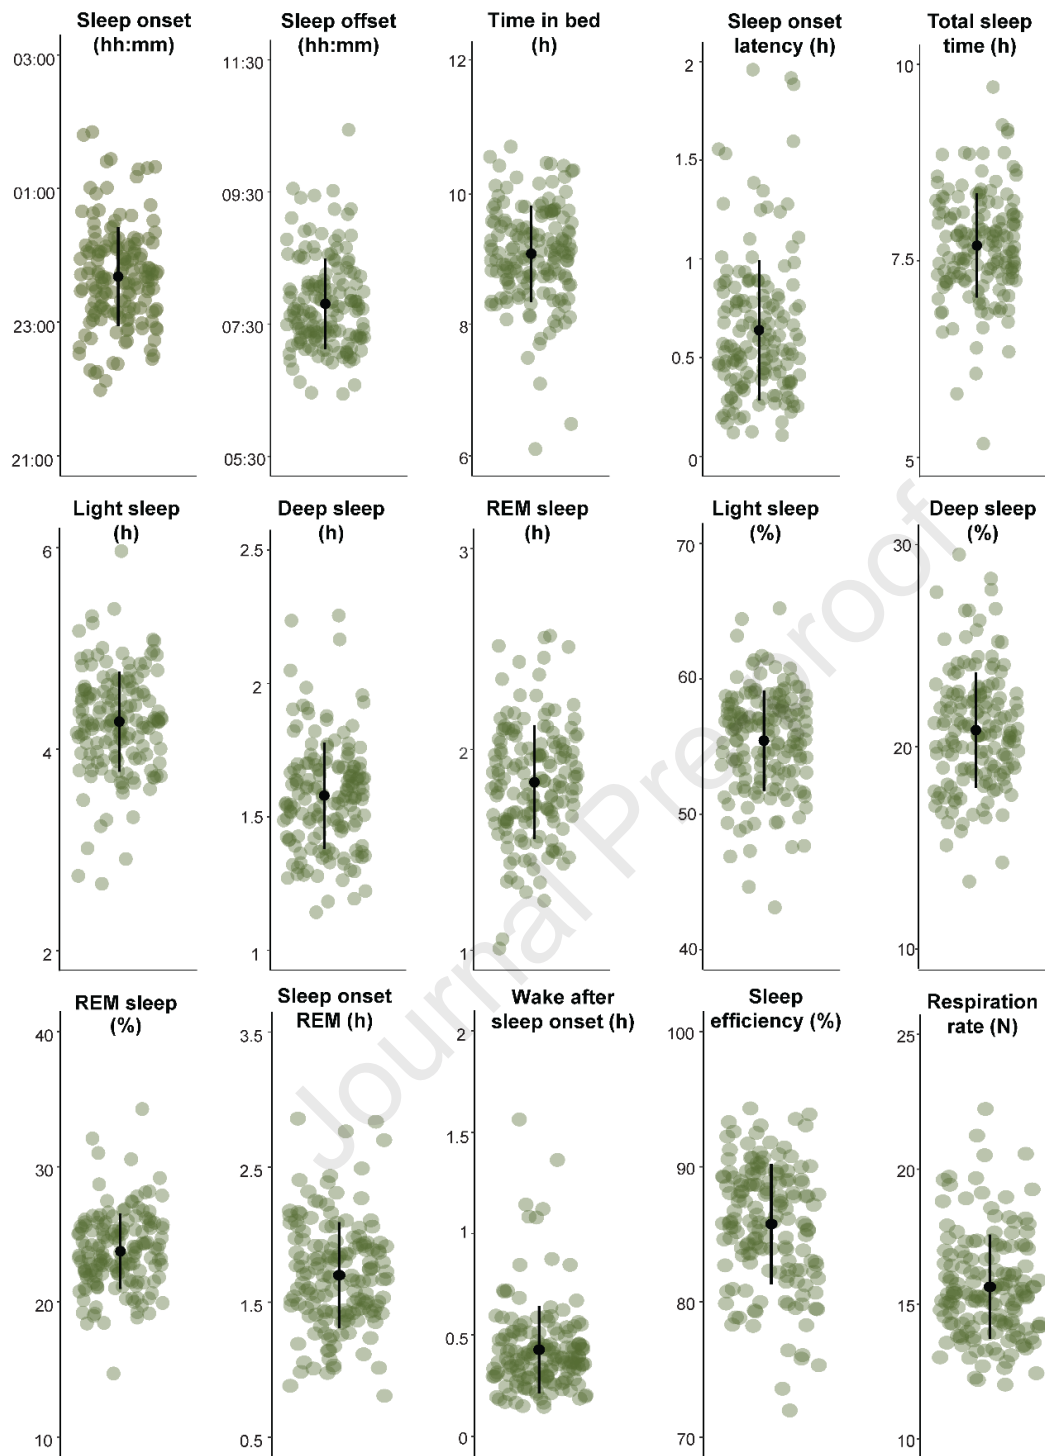 Sleep onset
(hh:mm)
03:00
01:00
23:00
21:00
Sleep offset
(hh:mm)
11:30
09:30
07:30
05:30
Time in bed
(h)
12
10
8
6
Sleep onset
latency (h)
2
1.5
1
0.5
0
Total sleep
time (h)
10
7.5
5
Light sleep
(h)
6
4
2
Deep sleep
(h)
2.5
2
1.5
1
REM sleep
(h)
3
2
1
Light sleep
(%)
70
60
50
40
Deep sleep
(%)
30
20
10
REM sleep
(%)
40
30
20
10
Sleep onset
REM (h)
3.5
2.5
1.5
0.5
Wake after
sleep onset (h)
2
1.5
1
0.5
0
Sleep
efficiency (%)
100
90
80
70
Respiration
rate (N)
25
20
15
10
Journal Pre-proof